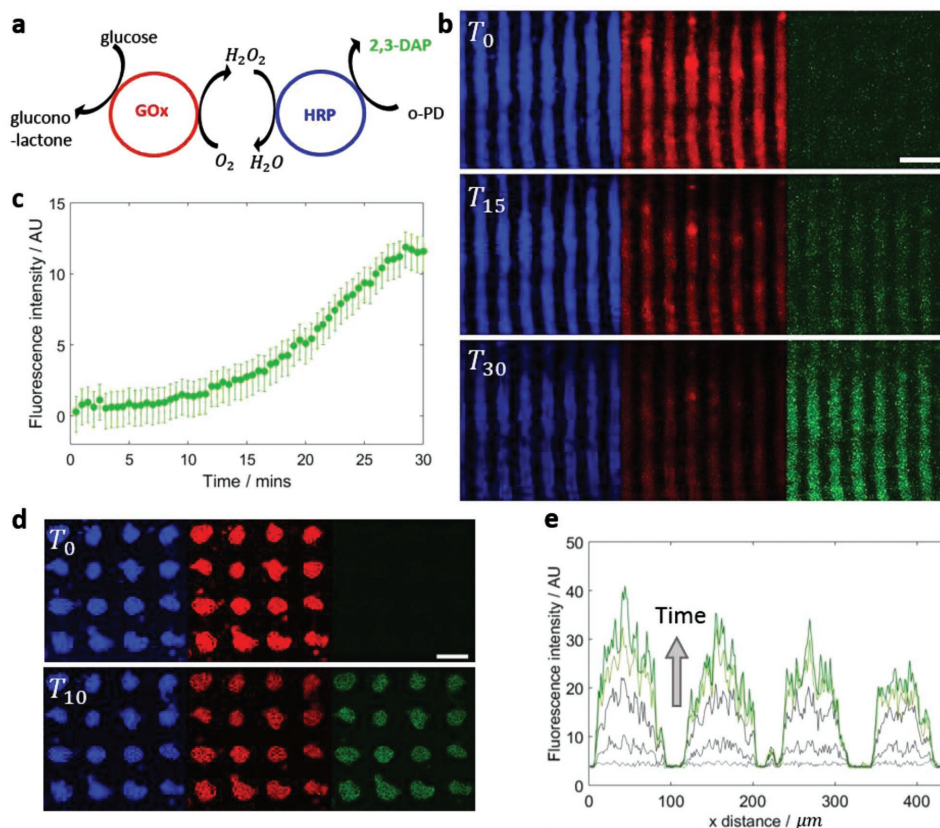 a
glucose
glucono
-lactone
GOx
H₂O₂
O₂
H₂O
HRP
2,3-DAP
o-PD
b
T₀
T₁₅
T₃₀
c
Fluorescence intensity / AU
15
10
5
0
0 5 10 15 20 25 30
Time / mins
d
T₀
T₁₀
e
Fluorescence intensity / AU
50
40
30
20
10
0
Time
0 100 200 300 400
x distance / μm